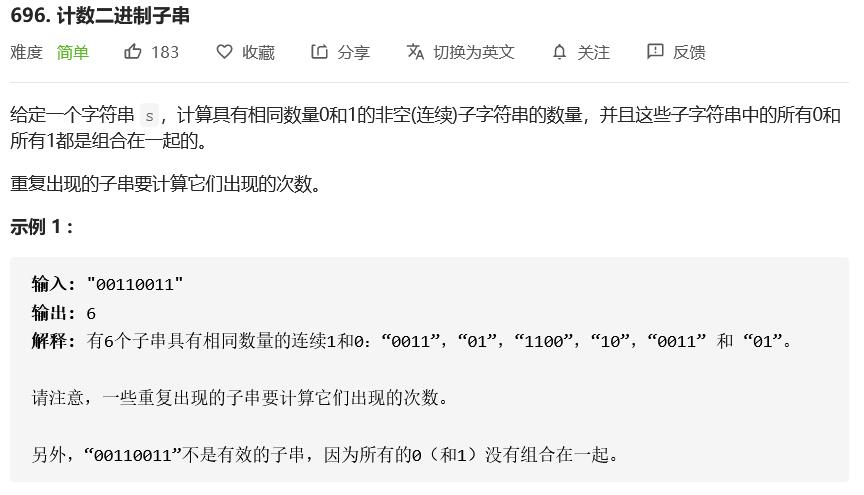 696. 计数二进制子串
难度 简单 183 收藏 分享 切换为英文 关注 反馈
给定一个字符串 s，计算具有相同数量0和1的非空(连续)子字符串的数量，并且这些子字符串中的所有0和
所有1都是组合在一起的。
重复出现的子串要计算它们出现的次数。
示例 1 :
输入: "00110011"
输出: 6
解释: 有6个子串具有相同数量的连续1和0：“0011”，“01”，“1100”，“10”，“0011” 和 “01”。
请注意，一些重复出现的子串要计算它们出现的次数。
另外，“00110011”不是有效的子串，因为所有的0（和1）没有组合在一起。